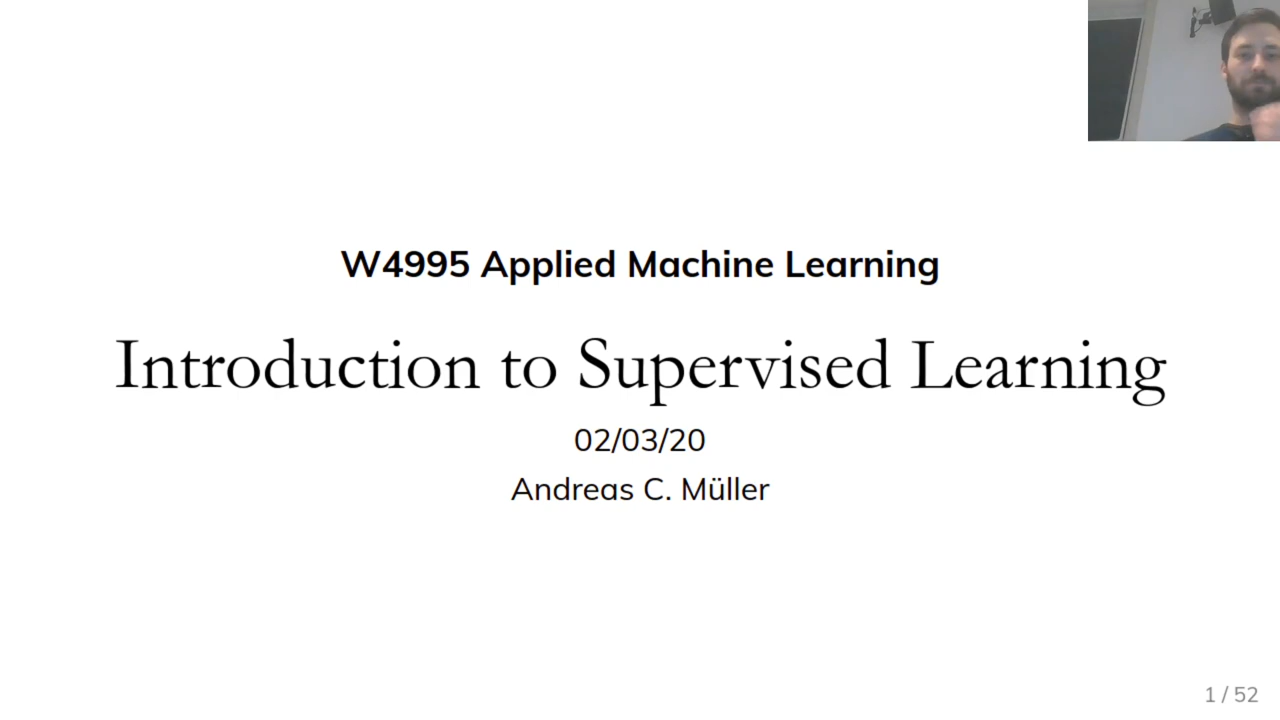 W4995 Applied Machine Learning
Introduction to Supervised Learning
02/03/20
Andreas C. Müller
1 / 52